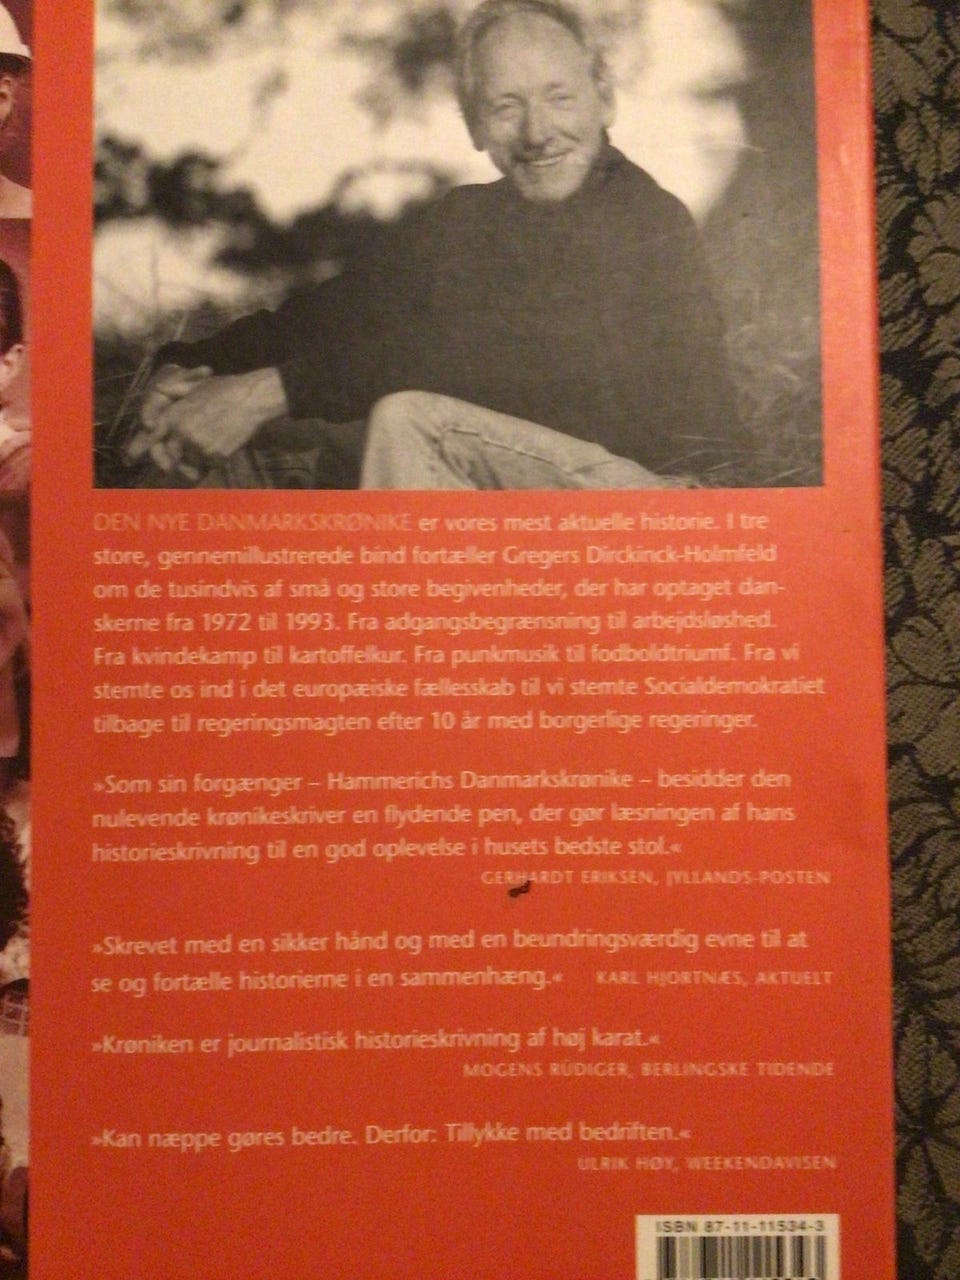 DEN NYE DANMARKSKRØNIKE er vores mest aktuelle historie. I tre
store, gennemillustrerede bind fortæller Gregers Dirckinck-Holmfeld
om de tusindvis af små og store begivenheder, der har optaget dan-
skerne fra 1972 til 1993. Fra adgangsbegrænsning til arbejdsløshed.
Fra kvindekamp til kartoffelkur. Fra punkmusik til fodboldtriumf. Fra vi
stemte os ind i det europæiske fællesskab til vi stemte Socialdemokratiet
tilbage til regeringsmagten efter 10 år med borgerlige regeringer.
»Som sin forgænger – Hammerichs Danmarkskrønike – besidder den
nulevende krønikeskriver en flydende pen, der gør læsningen af hans
historieskrivning til en god oplevelse i husets bedste stol.«
GERHARDT ERIKSEN, JYLLANDS-POSTEN
»Skrevet med en sikker hånd og med en beundringsværdig evne til at
se og fortælle historierne i en sammenhæng.« KARL HJORTNÆS, AKTUELT
»Krøniken er journalistisk historieskrivning af høj karat.«
MOGENS RÜDIGER, BERLINGSKE TIDENDE
»Kan næppe gøres bedre. Derfor: Tillykke med bedriften.«
ULRIK HØY, WEEKENDAVISEN
ISBN 87-11-11534-3